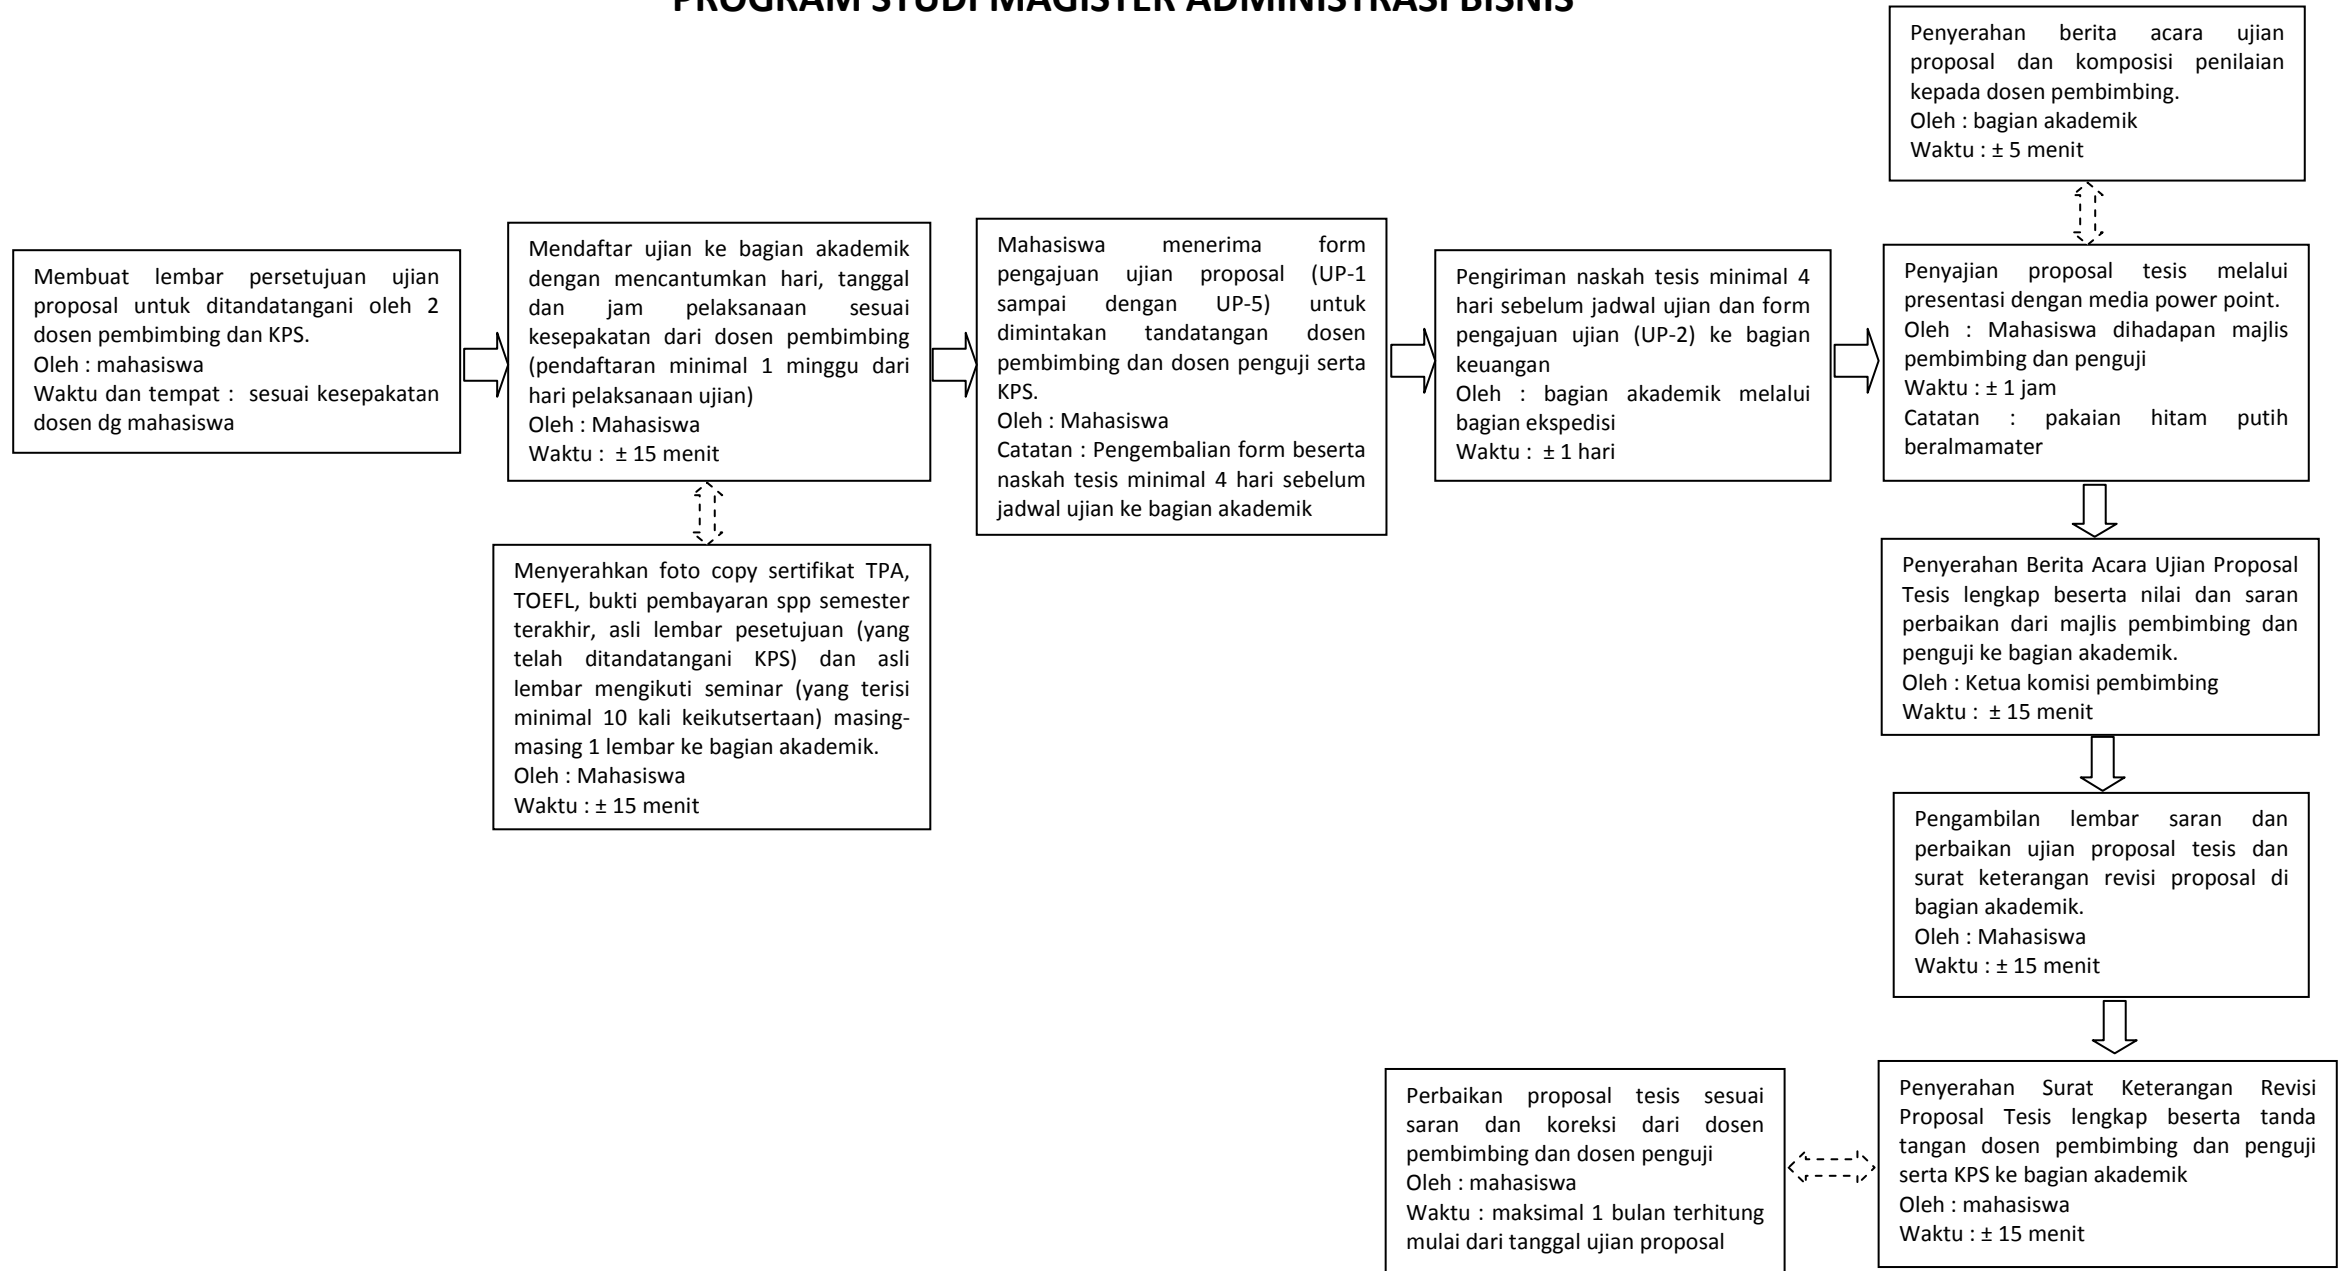 PROGRAM STUDI MAGISTER ADMINISTRASI BISNIS
Penyerahan berita acara ujian
proposal dan komposisi penilaian
kepada dosen pembimbing.
Oleh : bagian akademik
Waktu : ± 5 menit
Membuat lembar persetujuan ujian
proposal untuk ditandatangani oleh 2
dosen pembimbing dan KPS.
Oleh : mahasiswa
Waktu dan tempat : sesuai kesepakatan
dosen dg mahasiswa
Mendaftar ujian ke bagian akademik
dengan mencantumkan hari, tanggal
dan jam pelaksanaan sesuai
kesepakatan dari dosen pembimbing
(pendaftaran minimal 1 minggu dari
hari pelaksanaan ujian)
Oleh : Mahasiswa
Waktu : ± 15 menit
Mahasiswa menerima form
pengajuan ujian proposal (UP-1
sampai dengan UP-5) untuk
dimintakan tandatangan dosen
pembimbing dan dosen penguji serta
KPS.
Oleh : Mahasiswa
Catatan : Pengembalian form beserta
naskah tesis minimal 4 hari sebelum
jadwal ujian ke bagian akademik
Pengiriman naskah tesis minimal 4
hari sebelum jadwal ujian dan form
pengajuan ujian (UP-2) ke bagian
keuangan
Oleh : bagian akademik melalui
bagian ekspedisi
Waktu : ± 1 hari
Penyajian proposal tesis melalui
presentasi dengan media power point.
Oleh : Mahasiswa dihadapan majlis
pembimbing dan penguji
Waktu : ± 1 jam
Catatan : pakaian hitam putih
beralmamater
Menyerahkan foto copy sertifikat TPA,
TOEFL, bukti pembayaran spp semester
terakhir, asli lembar pesetujuan (yang
telah ditandatangani KPS) dan asli
lembar mengikuti seminar (yang terisi
minimal 10 kali keikutsertaan) masing-
masing 1 lembar ke bagian akademik.
Oleh : Mahasiswa
Waktu : ± 15 menit
Penyerahan Berita Acara Ujian Proposal
Tesis lengkap beserta nilai dan saran
perbaikan dari majlis pembimbing dan
penguji ke bagian akademik.
Oleh : Ketua komisi pembimbing
Waktu : ± 15 menit
Pengambilan lembar saran dan
perbaikan ujian proposal tesis dan
surat keterangan revisi proposal di
bagian akademik.
Oleh : Mahasiswa
Waktu : ± 15 menit
Penyerahan Surat Keterangan Revisi
Proposal Tesis lengkap beserta tanda
tangan dosen pembimbing dan penguji
serta KPS ke bagian akademik
Oleh : mahasiswa
Waktu : ± 15 menit
Perbaikan proposal tesis sesuai
saran dan koreksi dari dosen
pembimbing dan dosen penguji
Oleh : mahasiswa
Waktu : maksimal 1 bulan terhitung
mulai dari tanggal ujian proposal